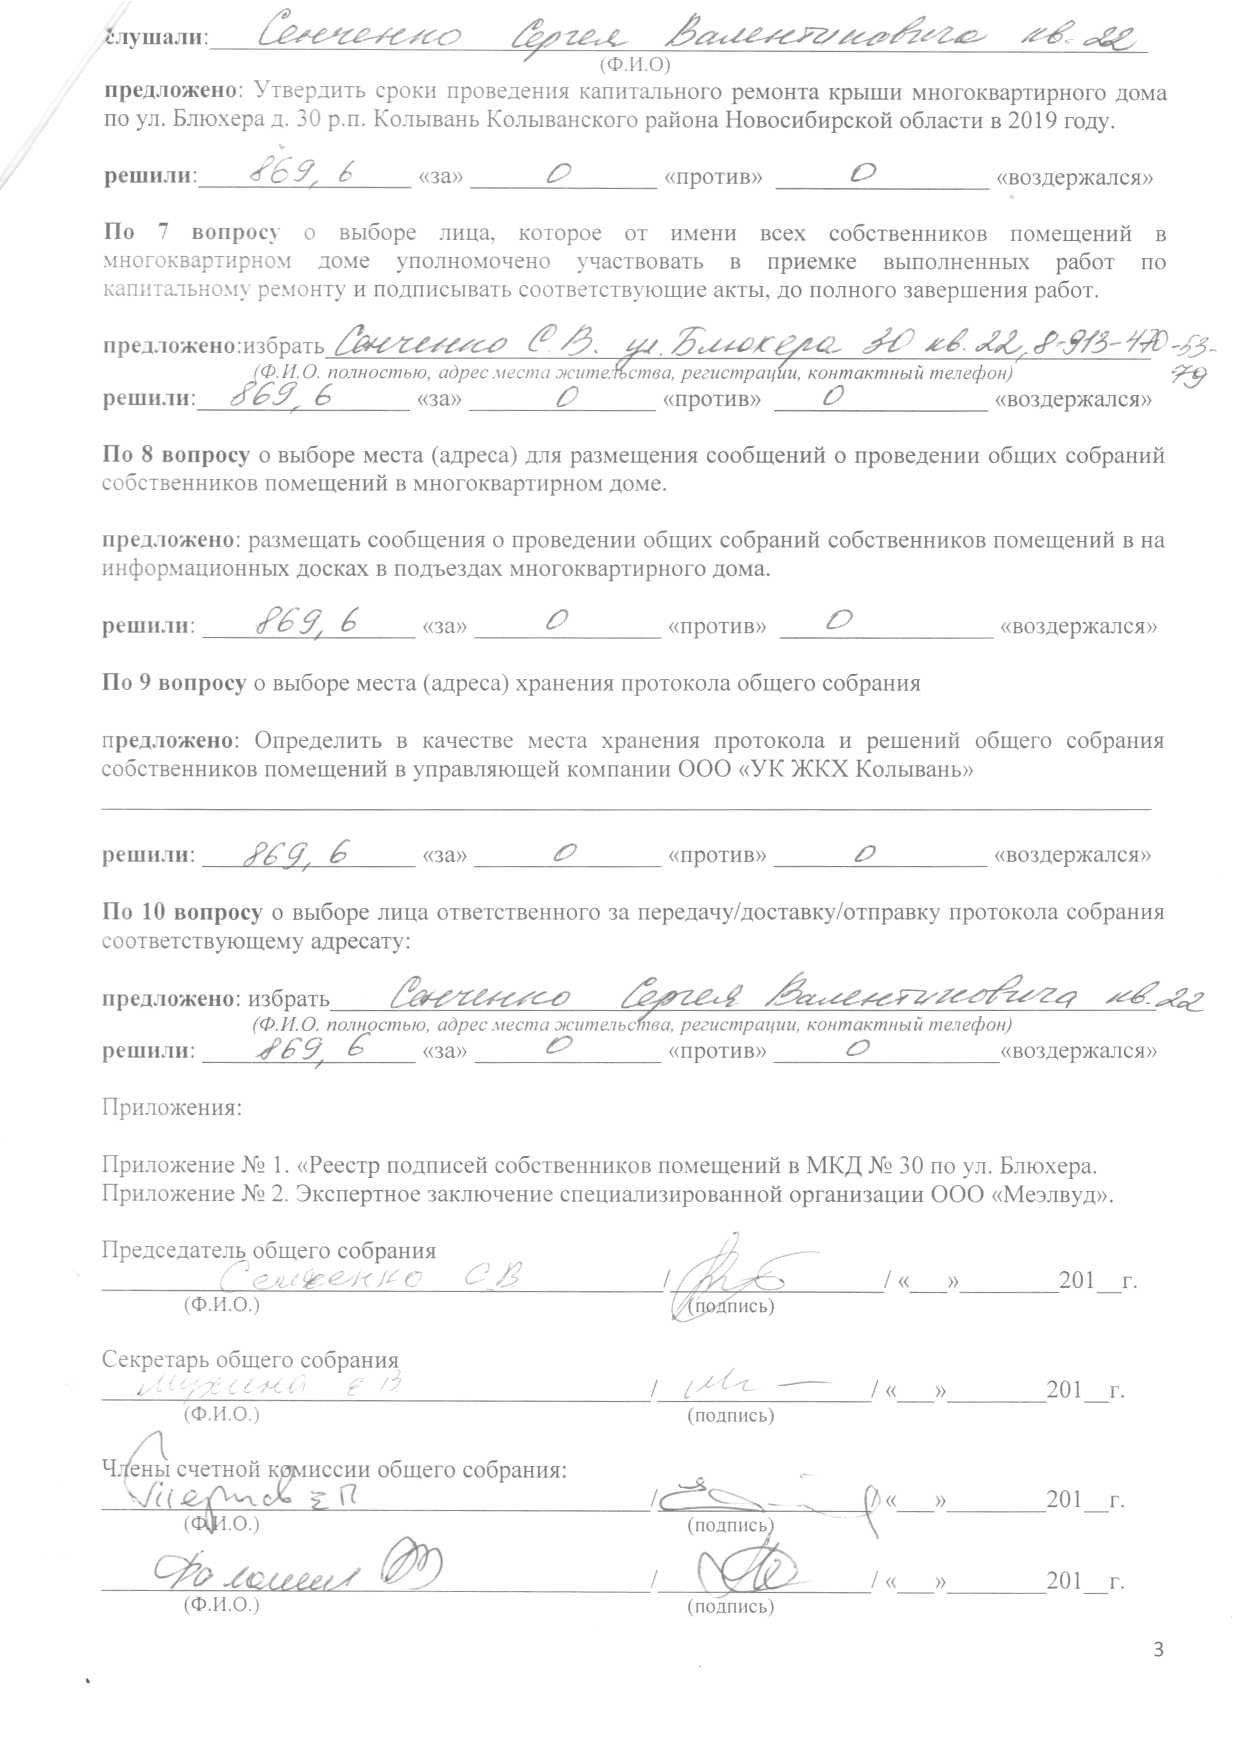 слушали: Сенченко Сергея Валентиновича кв. 22
(Ф.И.О)
предложено: Утвердить сроки проведения капитального ремонта крыши многоквартирного дома
по ул. Блюхера д. 30 р.п. Колывань Колыванского района Новосибирской области в 2019 году.
решили: 869,6 «за» 0 «против» 0 «воздержался»
По 7 вопросу о выборе лица, которое от имени всех собственников помещений в
многоквартирном доме уполномочено участвовать в приемке выполненных работ по
капитальному ремонту и подписывать соответствующие акты, до полного завершения работ.
предложено:избрать Сенченко С.В. ул. Блюхера 30 кв. 22, 8-913-470-53-
79
(Ф.И.О. полностью, адрес места жительства, регистрации, контактный телефон)
решили: 869,6 «за» 0 «против» 0 «воздержался»
По 8 вопросу о выборе места (адреса) для размещения сообщений о проведении общих собраний
собственников помещений в многоквартирном доме.
предложено: размещать сообщения о проведении общих собраний собственников помещений в на
информационных досках в подъездах многоквартирного дома.
решили: 869,6 «за» 0 «против» 0 «воздержался»
По 9 вопросу о выборе места (адреса) хранения протокола общего собрания
предложено: Определить в качестве места хранения протокола и решений общего собрания
собственников помещений в управляющей компании ООО «УК ЖКХ Колывань»
решили: 869,6 «за» 0 «против» 0 «воздержался»
По 10 вопросу о выборе лица ответственного за передачу/доставку/отправку протокола собрания
соответствующему адресату:
предложено: избрать Сенченко Сергея Валентиновича кв. 22
(Ф.И.О. полностью, адрес места жительства, регистрации, контактный телефон)
решили: 869,6 «за» 0 «против» 0 «воздержался»
Приложения:
Приложение № 1. «Реестр подписей собственников помещений в МКД № 30 по ул. Блюхера.
Приложение № 2. Экспертное заключение специализированной организации ООО «Меэлвуд».
Председатель общего собрания
Сенченко С.В / / «___»________201__г.
(Ф.И.О.) (подпись)
Секретарь общего собрания
Мухина Е В / / «___»________201__г.
(Ф.И.О.) (подпись)
Члены счетной комиссии общего собрания:
/ / «___»________201__г.
(Ф.И.О.) (подпись)
/ / «___»________201__г.
(Ф.И.О.) (подпись)
3